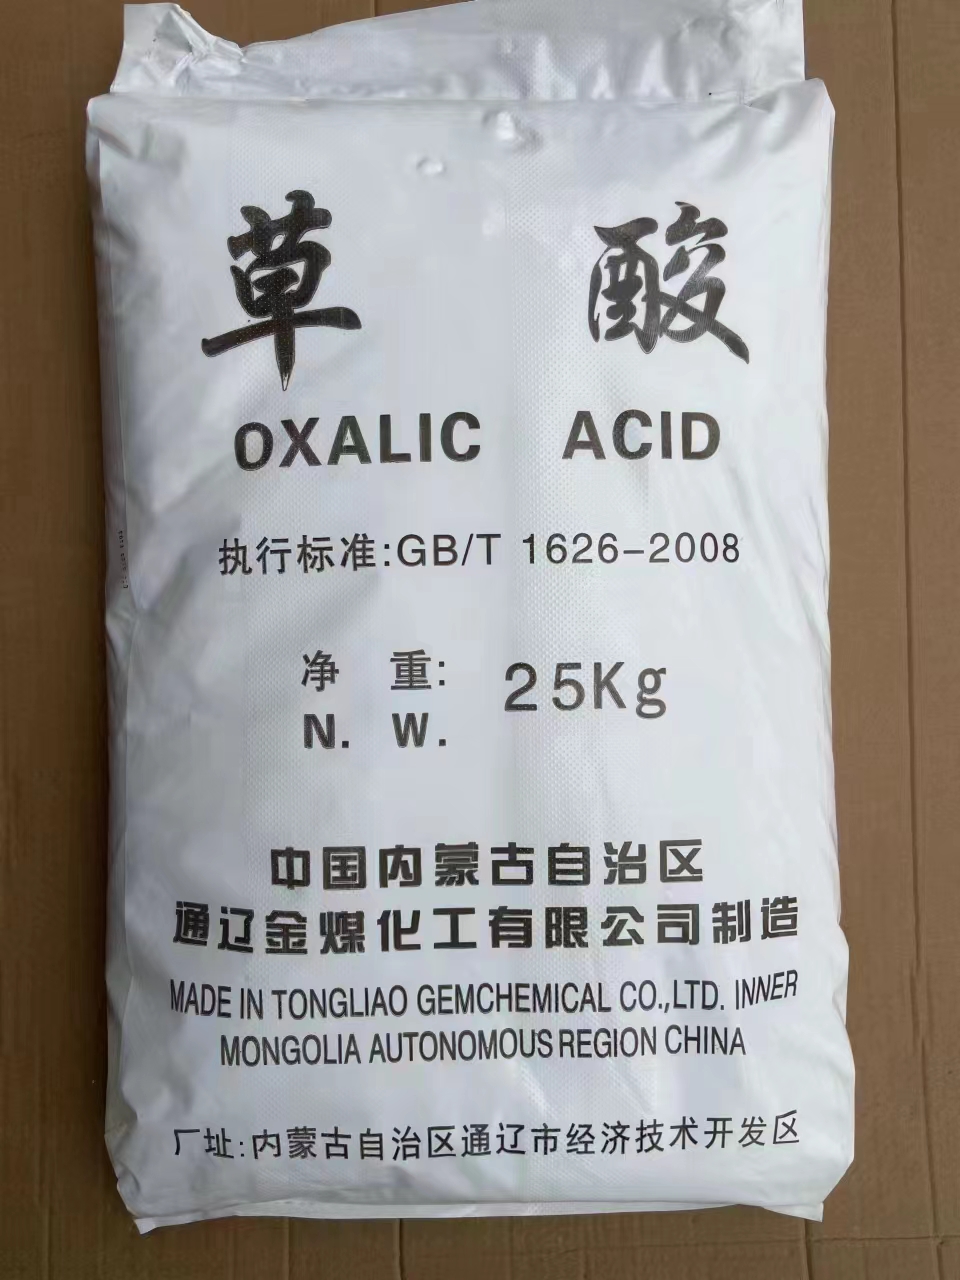 草 酸
OXALIC ACID
执行标准:GB/T 1626-2008
净 重: 25Kg
N. W.
中国内蒙古自治区
通辽金煤化工有限公司制造
MADE IN TONGLIAO GEMCHEMICAL CO.,LTD. INNER
MONGOLIA AUTONOMOUS REGION CHINA
厂址:内蒙古自治区通辽市经济技术开发区